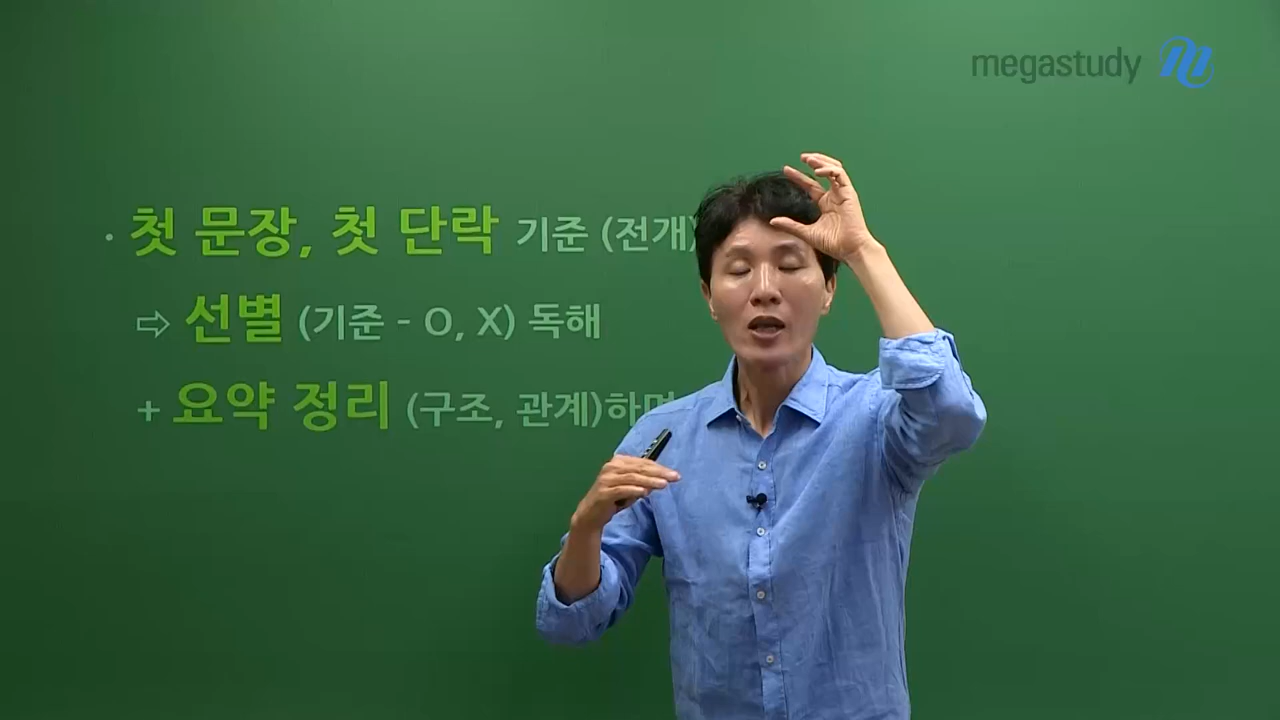 megastudy
· 첫 문장, 첫 단락 기준 (전개)
⇨ 선별 (기준 - O, X) 독해
+ 요약 정리 (구조, 관계)하며